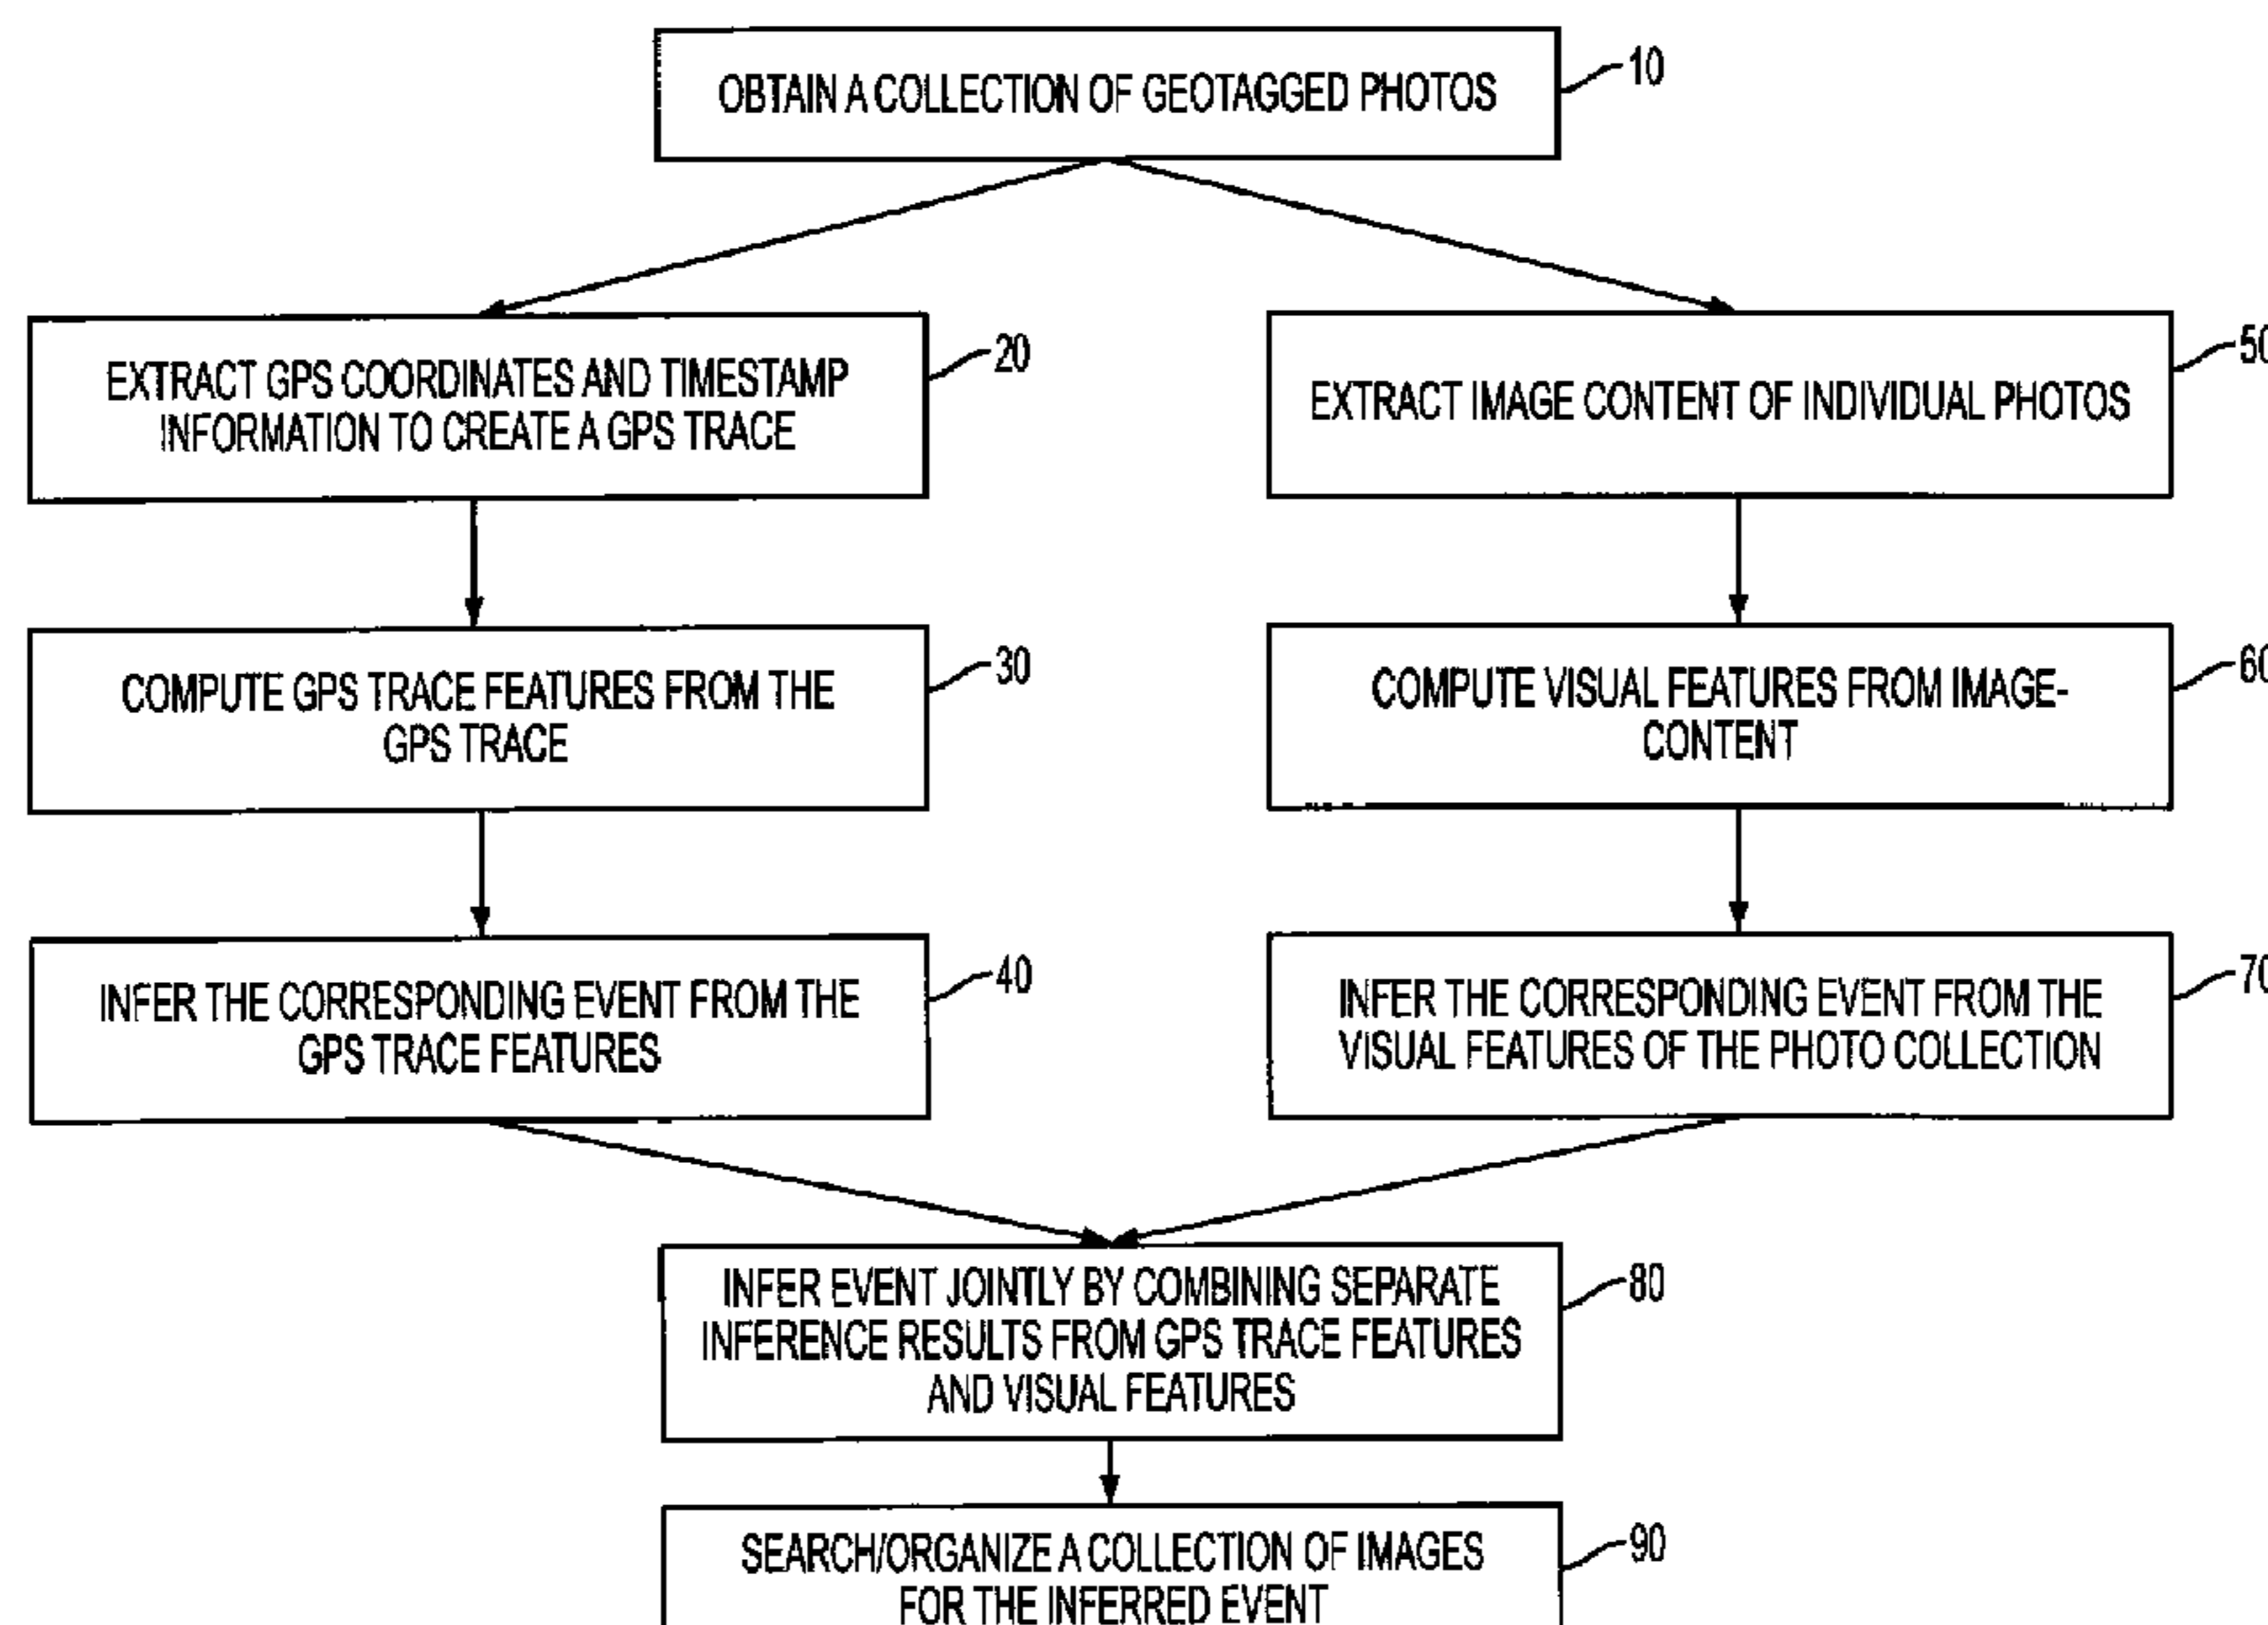 OBTAIN A COLLECTION OF GEOTAGGED PHOTOS
10
EXTRACT GPS COORDINATES AND TIMESTAMP
INFORMATION TO CREATE A GPS TRACE
20
EXTRACT IMAGE CONTENT OF INDIVIDUAL PHOTOS
50
COMPUTE GPS TRACE FEATURES FROM THE
GPS TRACE
30
COMPUTE VISUAL FEATURES FROM IMAGE-
CONTENT
60
INFER THE CORRESPONDING EVENT FROM THE
GPS TRACE FEATURES
40
INFER THE CORRESPONDING EVENT FROM THE
VISUAL FEATURES OF THE PHOTO COLLECTION
70
INFER EVENT JOINTLY BY COMBINING SEPARATE
INFERENCE RESULTS FROM GPS TRACE FEATURES
AND VISUAL FEATURES
80
SEARCH/ORGANIZE A COLLECTION OF IMAGES
FOR THE INFERRED EVENT
90